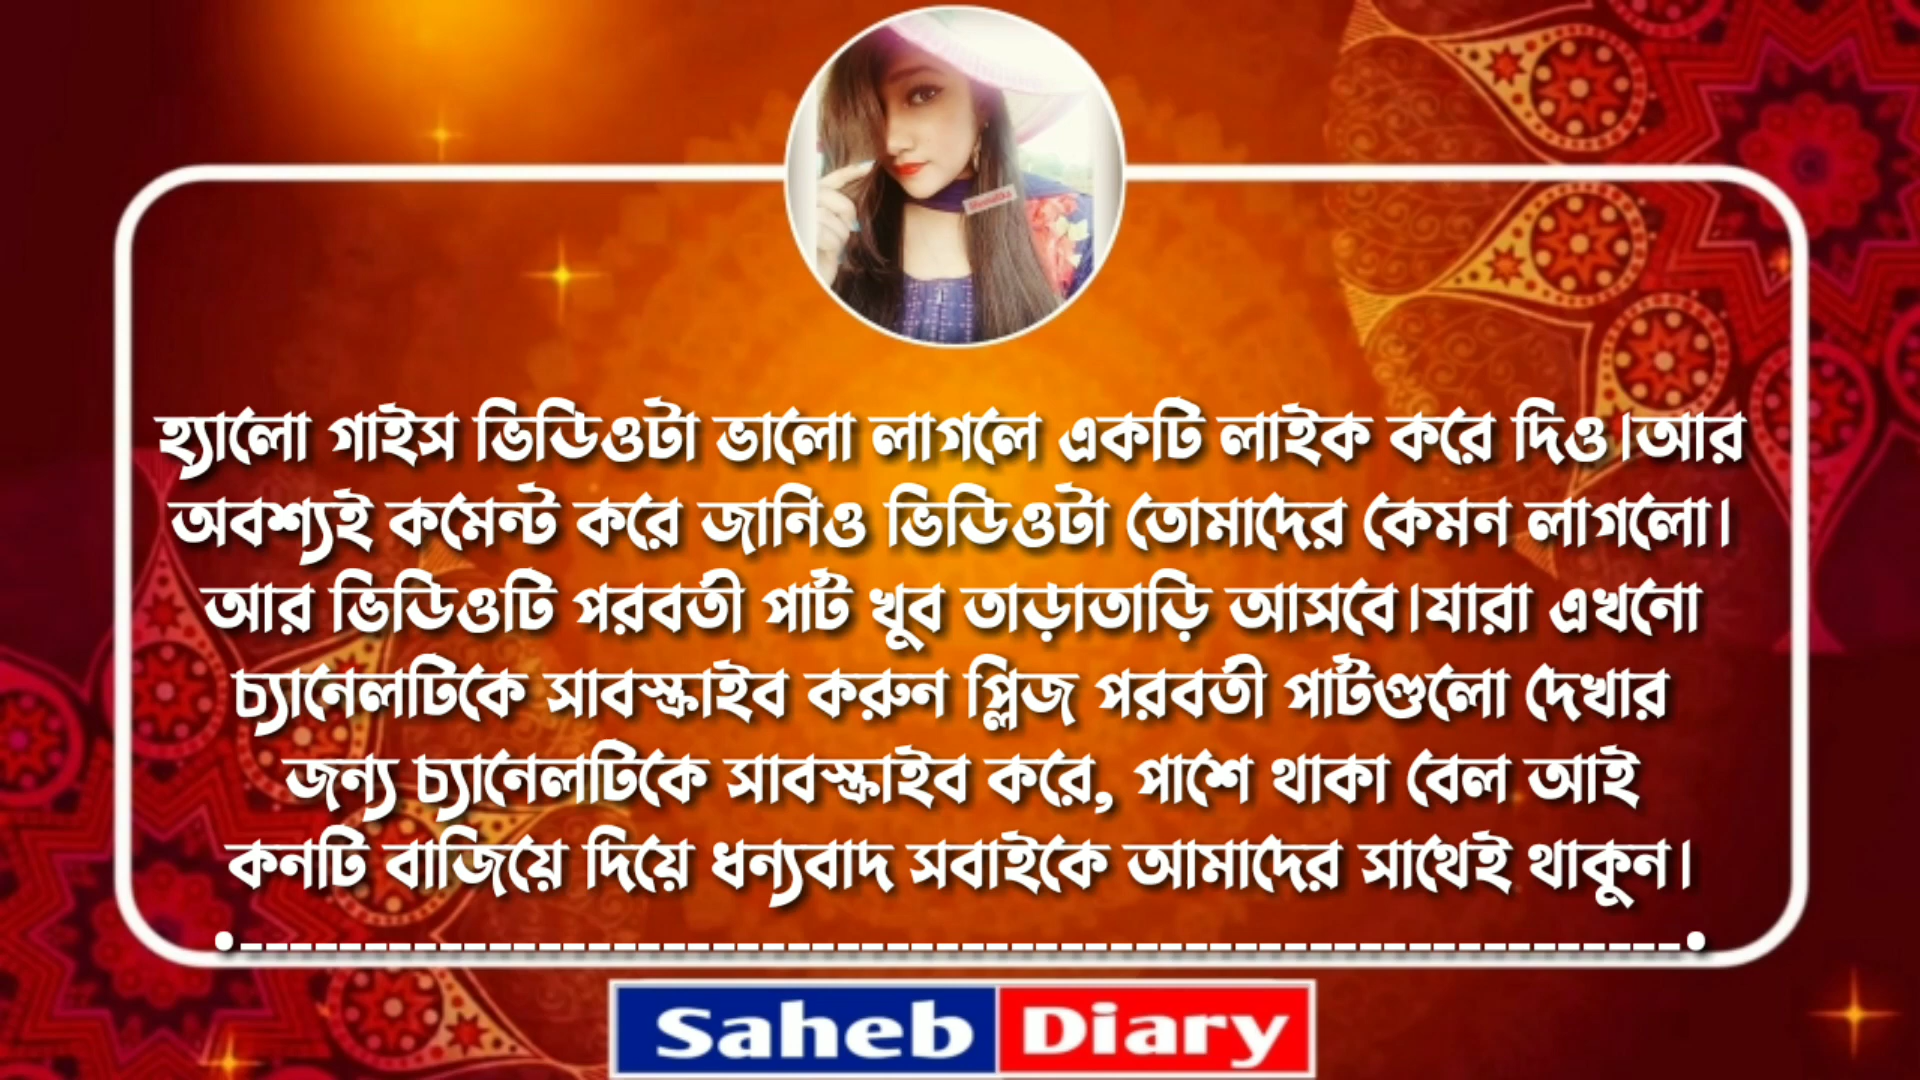 হ্যালো গাইস ভিডিওটা ভালো লাগলে একটি লাইক করে দিও।আর
অবশ্যই কমেন্ট করে জানিও ভিডিওটা তোমাদের কেমন লাগলো।
আর ভিডিওটি পরবর্তী পার্ট খুব তাড়াতাড়ি আসবে।যারা এখনো
চ্যানেলটিকে সাবস্ক্রাইব করুন প্লিজ পরবর্তী পার্টগুলো দেখার
জন্য চ্যানেলটিকে সাবস্ক্রাইব করে, পাশে থাকা বেল আই
কনটি বাজিয়ে দিয়ে ধন্যবাদ সবাইকে আমাদের সাথেই থাকুন।
Saheb Diary